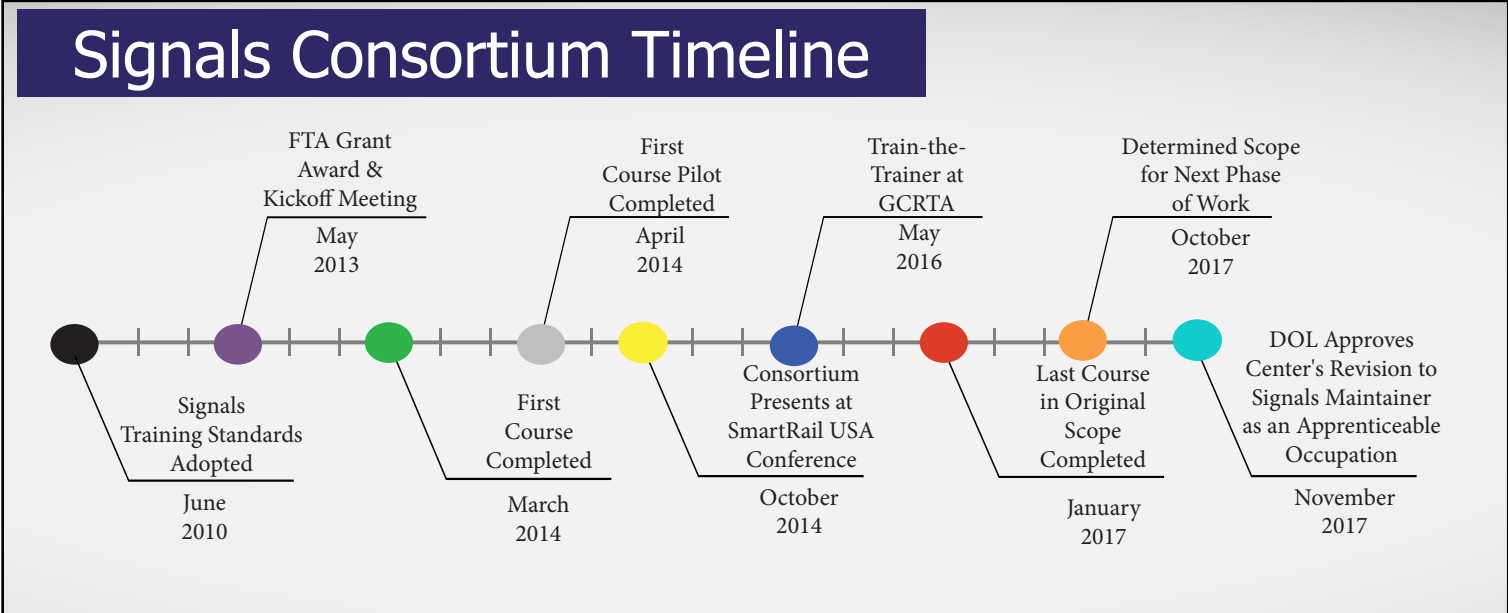 Signals Consortium Timeline
FTA Grant
Award &
Kickoff Meeting
May
2013
First
Course Pilot
Completed
April
2014
Train-the-
Trainer at
GCRTA
May
2016
Determined Scope
for Next Phase
of Work
October
2017
Signals
Training Standards
Adopted
June
2010
First
Course
Completed
March
2014
Consortium
Presents at
SmartRail USA
Conference
October
2014
Last Course
in Original
Scope
Completed
January
2017
DOL Approves
Center's Revision to
Signals Maintainer
as an Apprenticeable
Occupation
November
2017